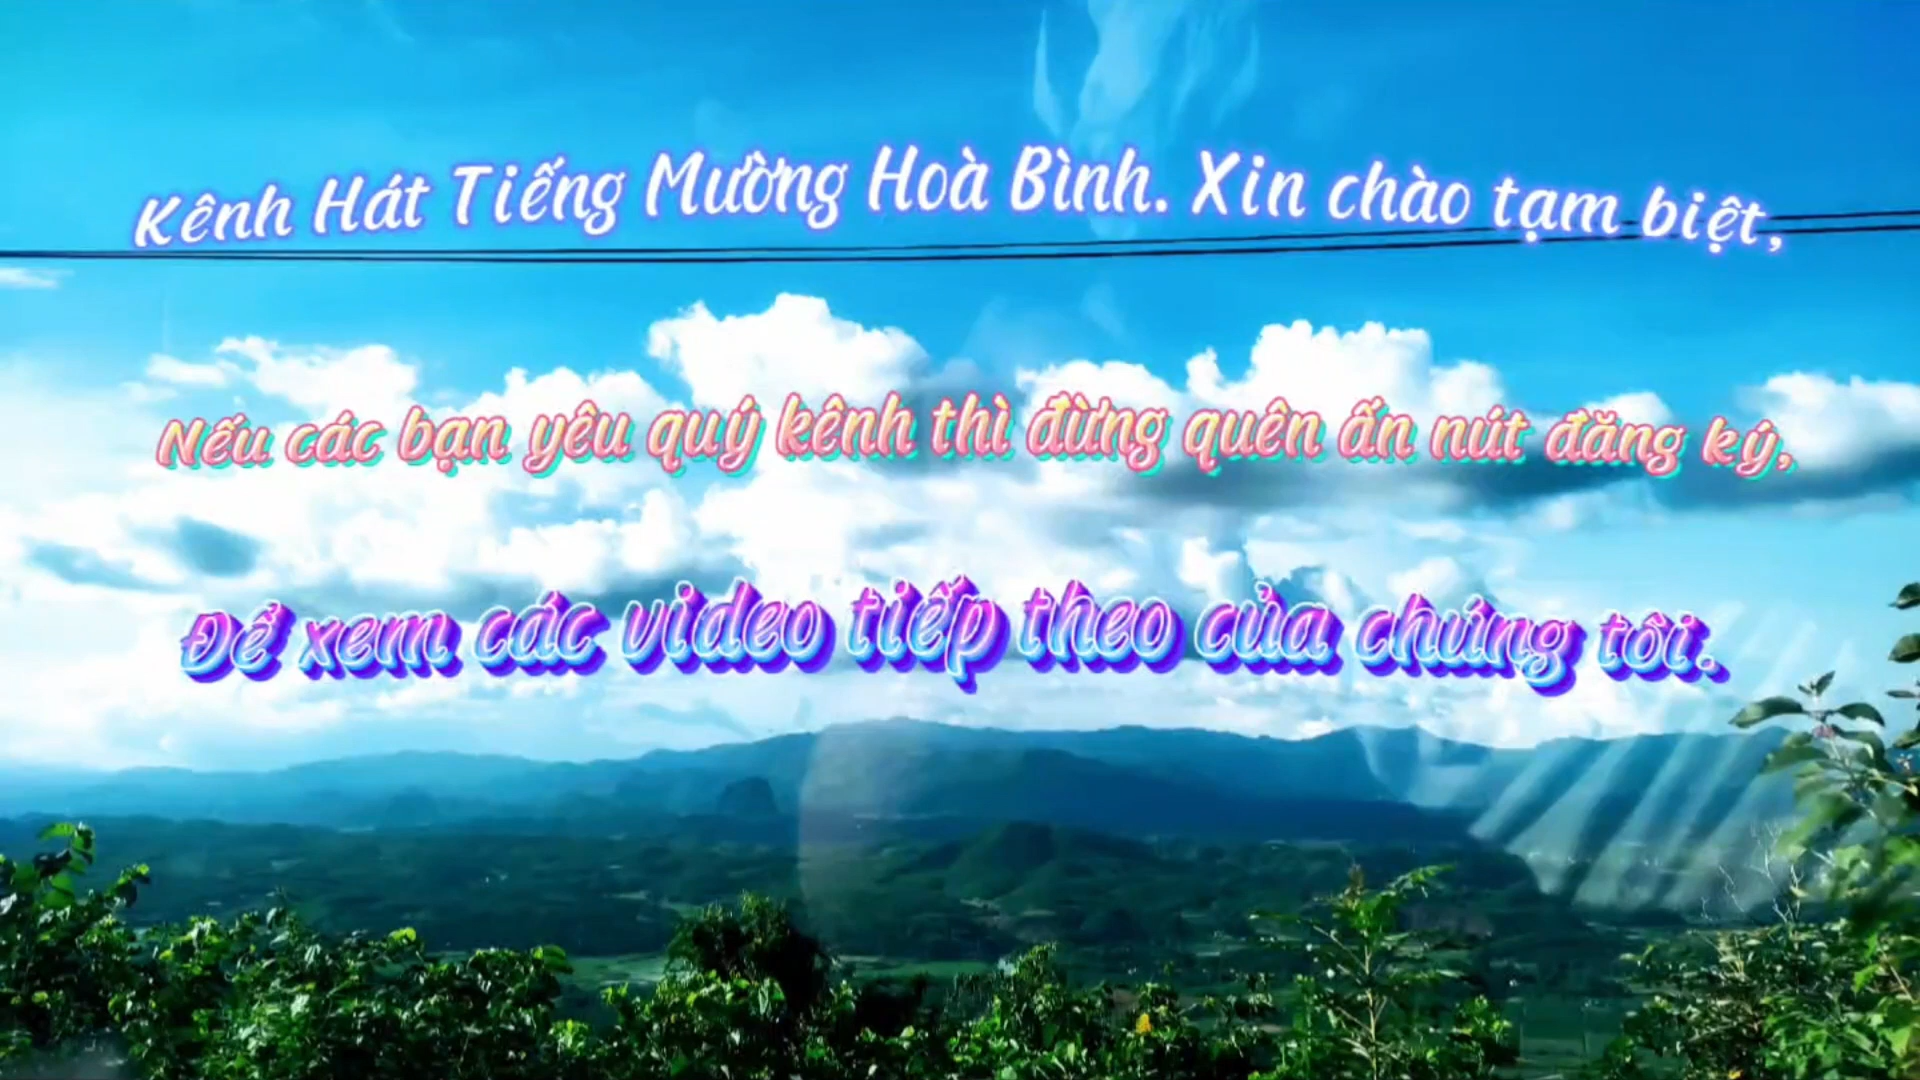 Kênh Hát Tiếng Mường Hoà Bình. Xin chào tạm biệt,
Nếu các bạn yêu quý kênh thì đừng quên ấn nút đăng ký,
Để xem các video tiếp theo của chúng tôi.